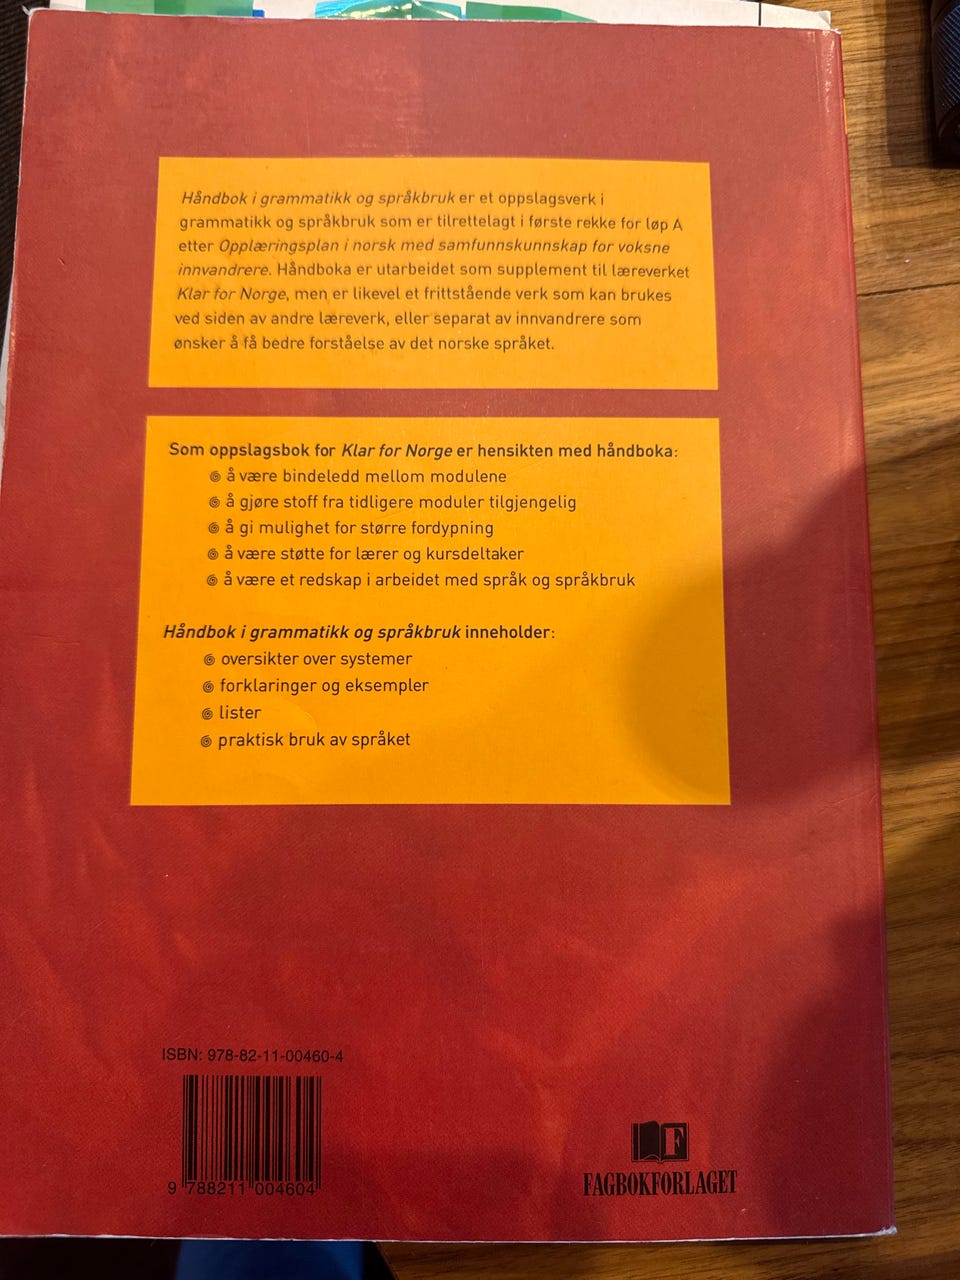 Håndbok i grammatikk og språkbruk er et oppslagsverk i
grammatikk og språkbruk som er tilrettelagt i første rekke for løp A
etter Opplæringsplan i norsk med samfunnskunnskap for voksne
innvandrere. Håndboka er utarbeidet som supplement til læreverket
Klar for Norge, men er likevel et frittstående verk som kan brukes
ved siden av andre læreverk, eller separat av innvandrere som
ønsker å få bedre forståelse av det norske språket.
Som oppslagsbok for Klar for Norge er hensikten med håndboka:
å være bindeledd mellom modulene
å gjøre stoff fra tidligere moduler tilgjengelig
å gi mulighet for større fordypning
å være støtte for lærer og kursdeltaker
å være et redskap i arbeidet med språk og språkbruk
Håndbok i grammatikk og språkbruk inneholder:
oversikter over systemer
forklaringer og eksempler
lister
praktisk bruk av språket
ISBN: 978-82-11-00460-4
9 788211 004604
F
FAGBOKFORLAGET